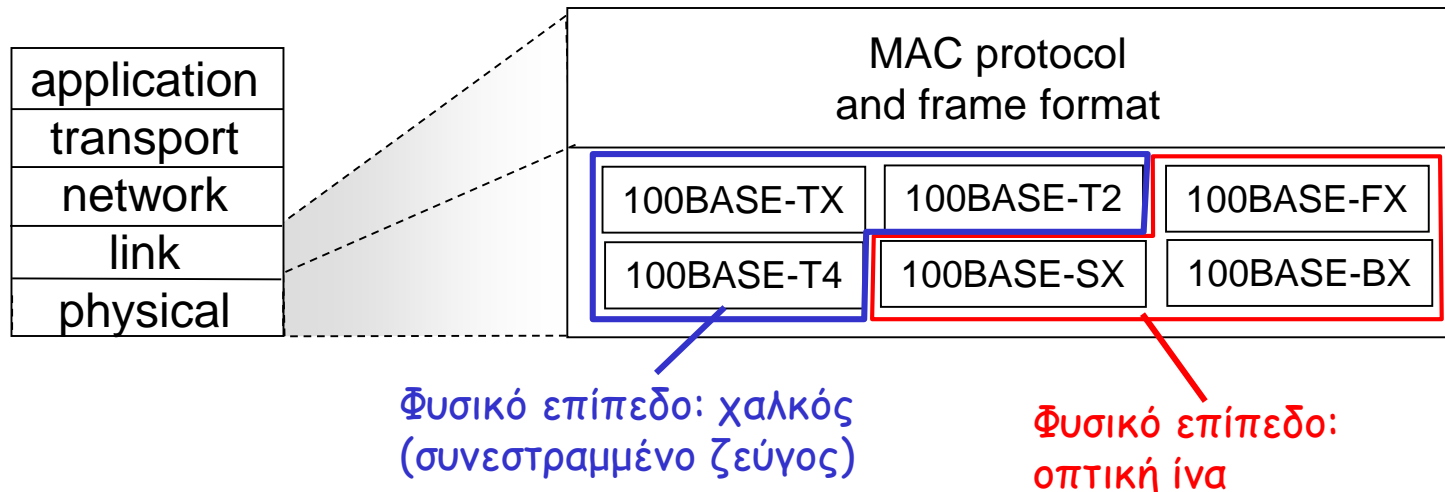 application
transport
network
link
physical
MAC protocol
and frame format
100BASE-TX
100BASE-T2
100BASE-FX
100BASE-T4
100BASE-SX
100BASE-BX
Φυσικό επίπεδο: χαλκός
(συνεστραμμένο ζεύγος)
Φυσικό επίπεδο:
οπτική ίνα